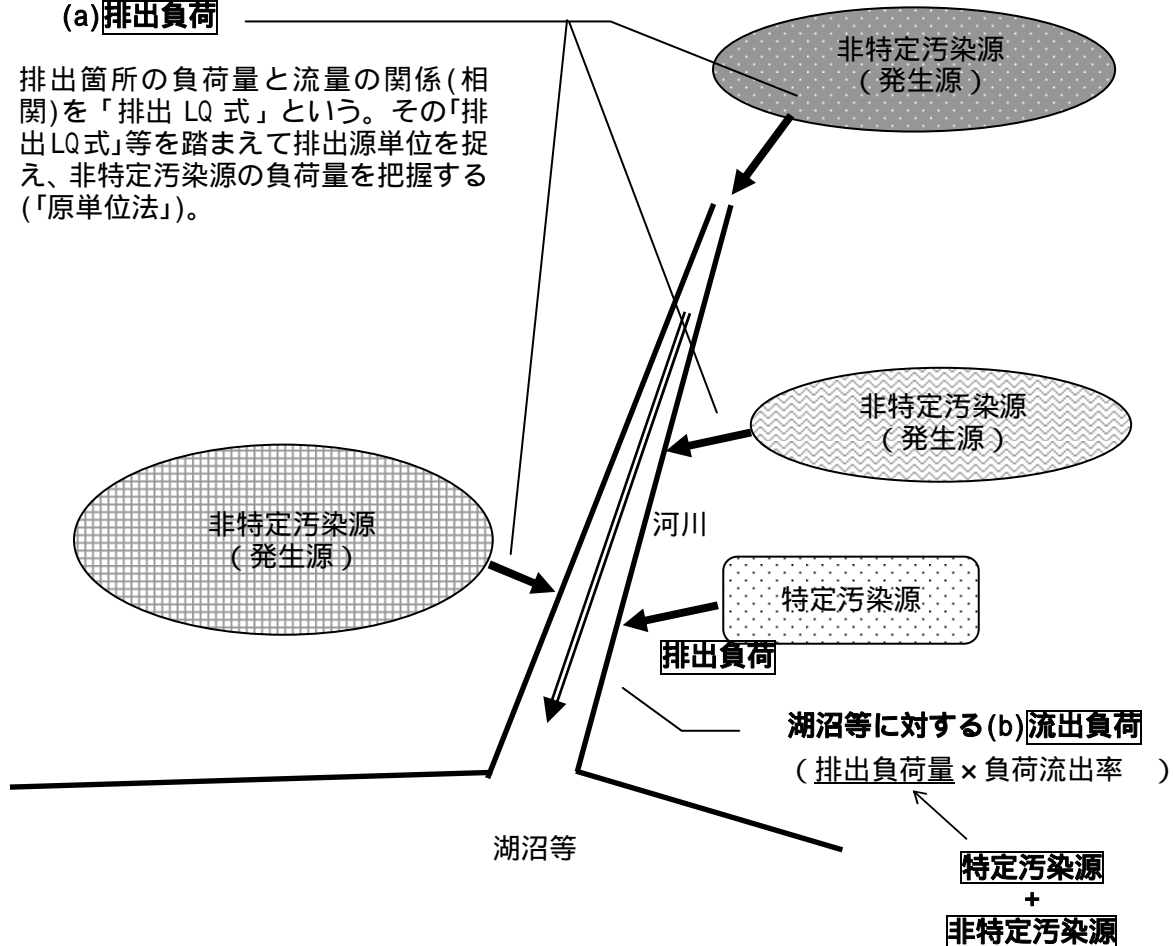 (a)排出負荷
排出箇所の負荷量と流量の関係(相
関)を「排出 LQ 式」という。その「排
出LQ式」等を踏まえて排出源単位を捉
え、非特定汚染源の負荷量を把握する
(「原単位法」)。
非特定汚染源
(発生源)
非特定汚染源
(発生源)
非特定汚染源
(発生源)
河川
特定汚染源
排出負荷
湖沼等に対する(b)流出負荷
(排出負荷量×負荷流出率 )
湖沼等
特定汚染源
+
非特定汚染源